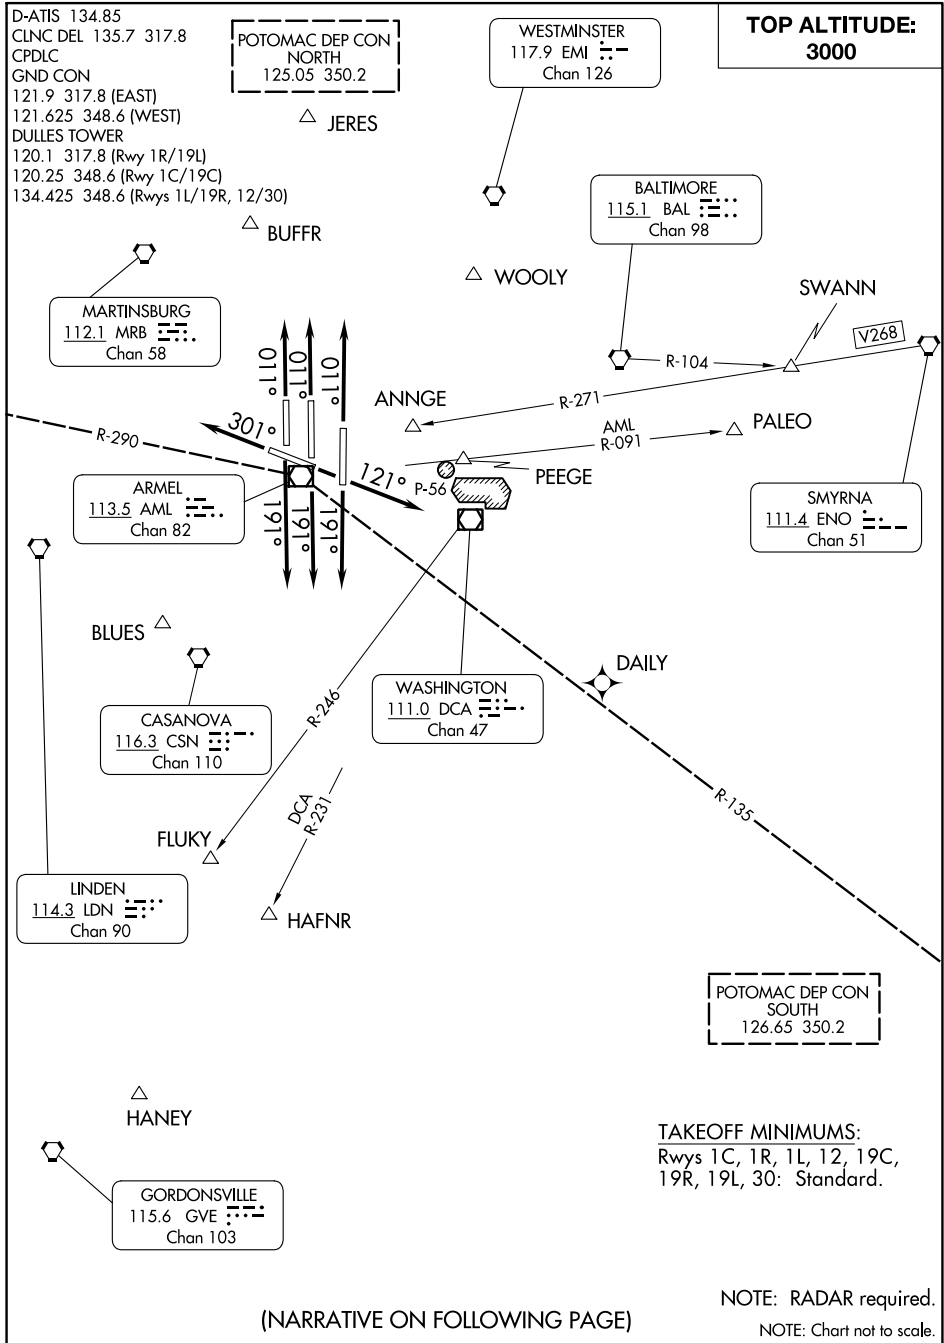 D-ATIS 134.85
CLNC DEL 135.7 317.8
CPDLC
GND CON
121.9 317.8 (EAST)
121.625 348.6 (WEST)
DULLES TOWER
120.1 317.8 (Rwy 1R/19L)
120.25 348.6 (Rwy 1C/19C)
134.425 348.6 (Rwys 1L/19R, 12/30)
POTOMAC DEP CON
NORTH
125.05 350.2
WESTMINSTER
117.9 EMI
Chan 126
TOP ALTITUDE:
3000
JERES
BUFFR
WOOLY
BALTIMORE
115.1 BAL
Chan 98
SWANN
V268
MARTINSBURG
112.1 MRB
Chan 58
011°
011°
011°
R-104
R-271
ANNGE
301°
R-290
AML
R-091
PALEO
PEEGE
P-56
121°
ARMEL
113.5 AML
Chan 82
191°
191°
191°
SMYRNA
111.4 ENO
Chan 51
BLUES
DAILY
WASHINGTON
111.0 DCA
Chan 47
CASANOVA
116.3 CSN
Chan 110
R-246
DCA
R-231
R-135
FLUKY
HAFNR
LINDEN
114.3 LDN
Chan 90
POTOMAC DEP CON
SOUTH
126.65 350.2
HANEY
TAKEOFF MINIMUMS:
Rwys 1C, 1R, 1L, 12, 19C,
19R, 19L, 30: Standard.
GORDONSVILLE
115.6 GVE
Chan 103
(NARRATIVE ON FOLLOWING PAGE)
NOTE: RADAR required.
NOTE: Chart not to scale.